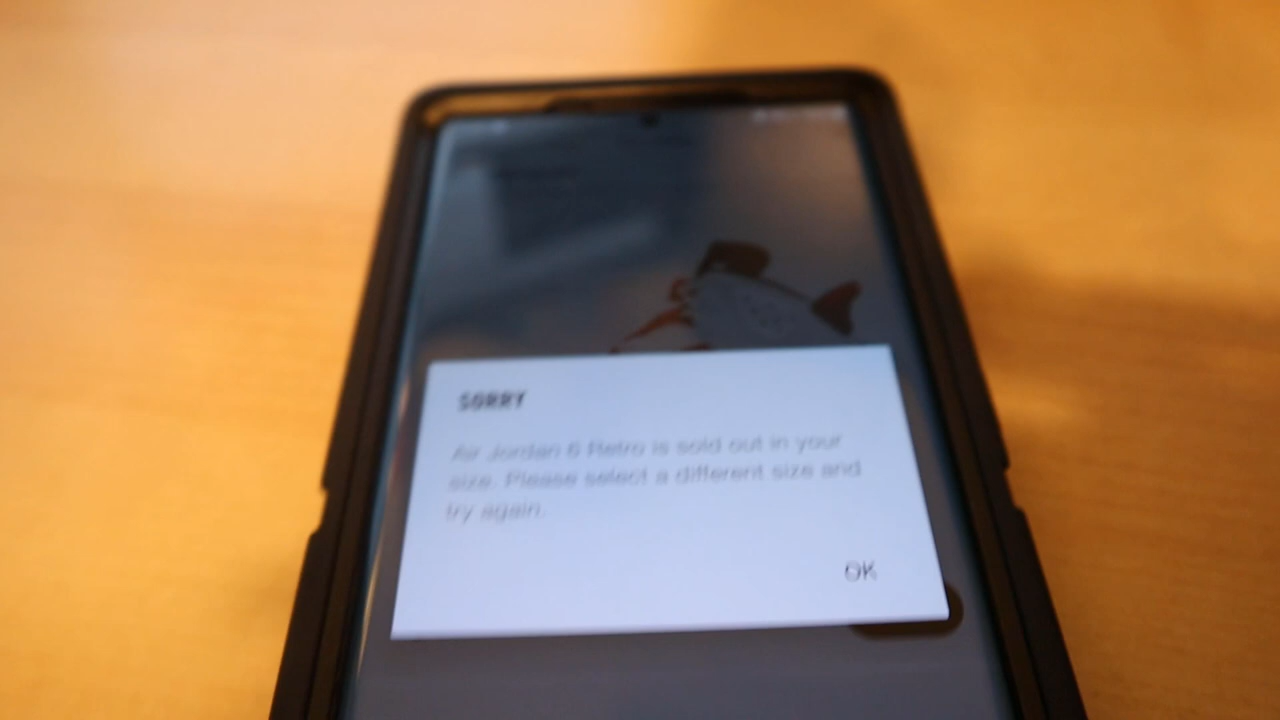 SORRY
Air Jordan 6 Retro is sold out in your
size. Please select a different size and
try again.
OK